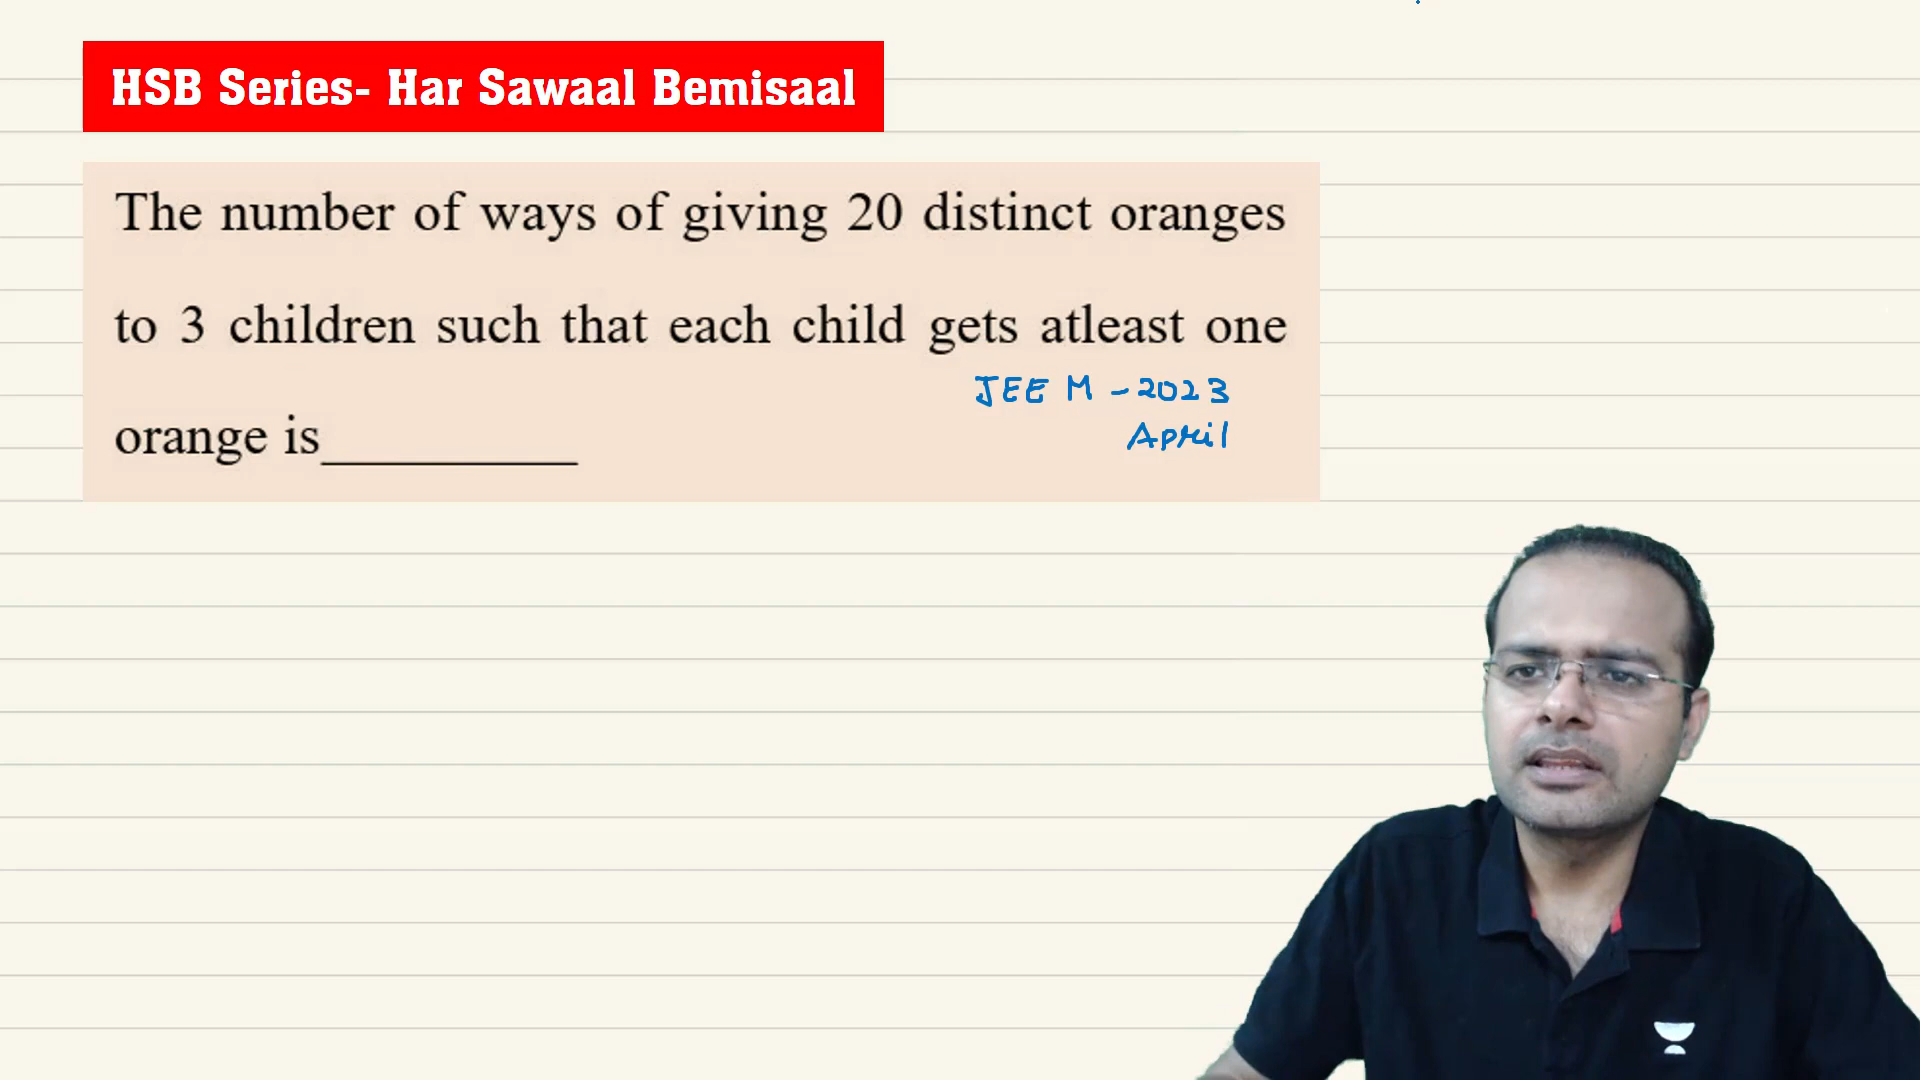 HSB Series- Har Sawaal Bemisaal
The number of ways of giving 20 distinct oranges
to 3 children such that each child gets atleast one
orange is__________
JEE M - 2023
April